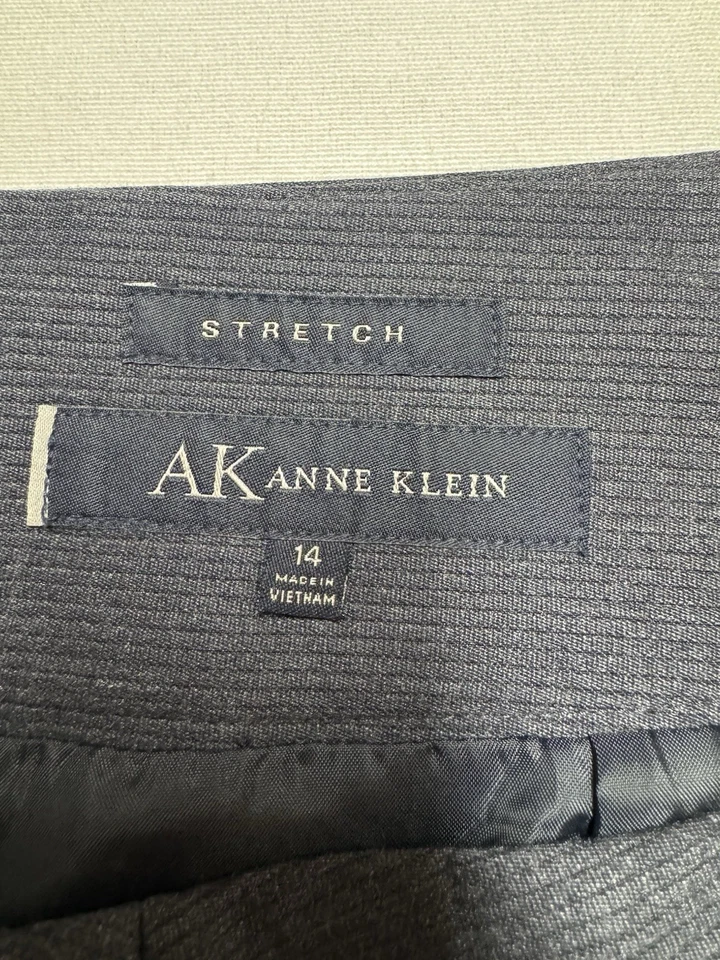 STRETCH
AK ANNE KLEIN
14
MADE IN
VIETNAM